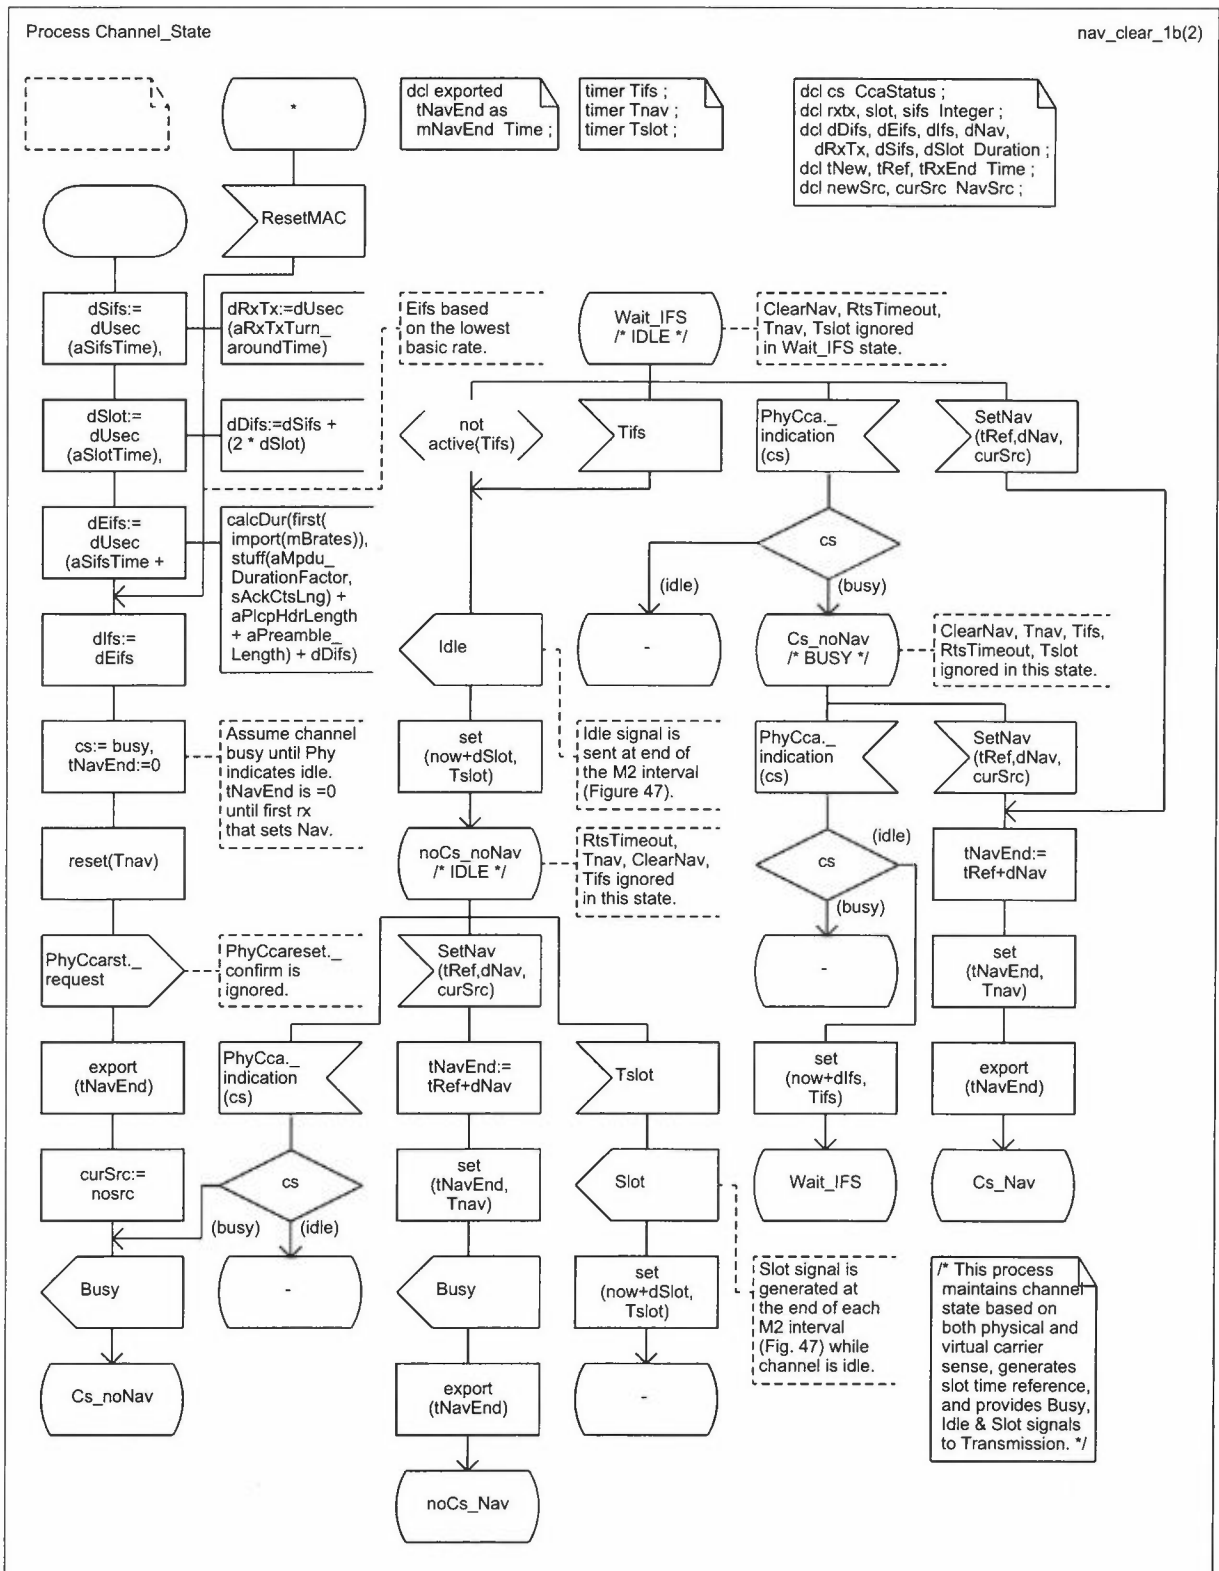 Process Channel_State
nav_clear_1b(2)
*
dcl exported
tNavEnd as
mNavEnd Time ;
timer Tifs ;
timer Tnav ;
timer Tslot ;
dcl cs CcaStatus ;
dcl rxtx, slot, sifs Integer ;
dcl dDifs, dEifs, dIfs, dNav,
dRxTx, dSifs, dSlot Duration ;
dcl tNew, tRef, tRxEnd Time ;
dcl newSrc, curSrc NavSrc ;
ResetMAC
dSifs:=
dUsec
(aSifsTime),
dRxTx:=dUsec
(aRxTxTurn_
aroundTime)
Eifs based
on the lowest
basic rate.
Wait_IFS
/* IDLE */
ClearNav, RtsTimeout,
Tnav, Tslot ignored
in Wait_IFS state.
dSlot:=
dUsec
(aSlotTime),
dDifs:=dSifs +
(2 * dSlot)
not
active(Tifs)
Tifs
PhyCca._
indication
(cs)
SetNav
(tRef,dNav,
curSrc)
dEifs:=
dUsec
(aSifsTime +
calcDur(first(
import(mBrates)),
stuff(aMpdu_
DurationFactor,
sAckCtsLng) +
aPlcpHdrLength
+ aPreamble_
Length) + dDifs)
cs
(idle)
(busy)
dIfs:=
dEifs
Idle
-
Cs_noNav
/* BUSY */
ClearNav, Tnav, Tifs,
RtsTimeout, Tslot
ignored in this state.
cs:= busy,
tNavEnd:=0
Assume channel
busy until Phy
indicates idle.
tNavEnd is =0
until first rx
that sets Nav.
set
(now+dSlot,
Tslot)
Idle signal is
sent at end of
the M2 interval
(Figure 47).
PhyCca._
indication
(cs)
SetNav
(tRef,dNav,
curSrc)
reset(Tnav)
noCs_noNav
/* IDLE */
RtsTimeout,
Tnav, ClearNav,
Tifs ignored
in this state.
cs
(idle)
(busy)
tNavEnd:=
tRef+dNav
PhyCcarst._
request
PhyCcareset._
confirm is
ignored.
SetNav
(tRef,dNav,
curSrc)
-
set
(tNavEnd,
Tnav)
export
(tNavEnd)
PhyCca._
indication
(cs)
tNavEnd:=
tRef+dNav
Tslot
set
(now+dIfs,
Tifs)
export
(tNavEnd)
curSrc:=
nosrc
cs
(busy)
(idle)
set
(tNavEnd,
Tnav)
Slot
Wait_IFS
Cs_Nav
Busy
-
Busy
set
(now+dSlot,
Tslot)
Slot signal is
generated at
the end of each
M2 interval
(Fig. 47) while
channel is idle.
/* This process
maintains channel
state based on
both physical and
virtual carrier
sense, generates
slot time reference,
and provides Busy,
Idle & Slot signals
to Transmission. */
Cs_noNav
export
(tNavEnd)
-
noCs_Nav